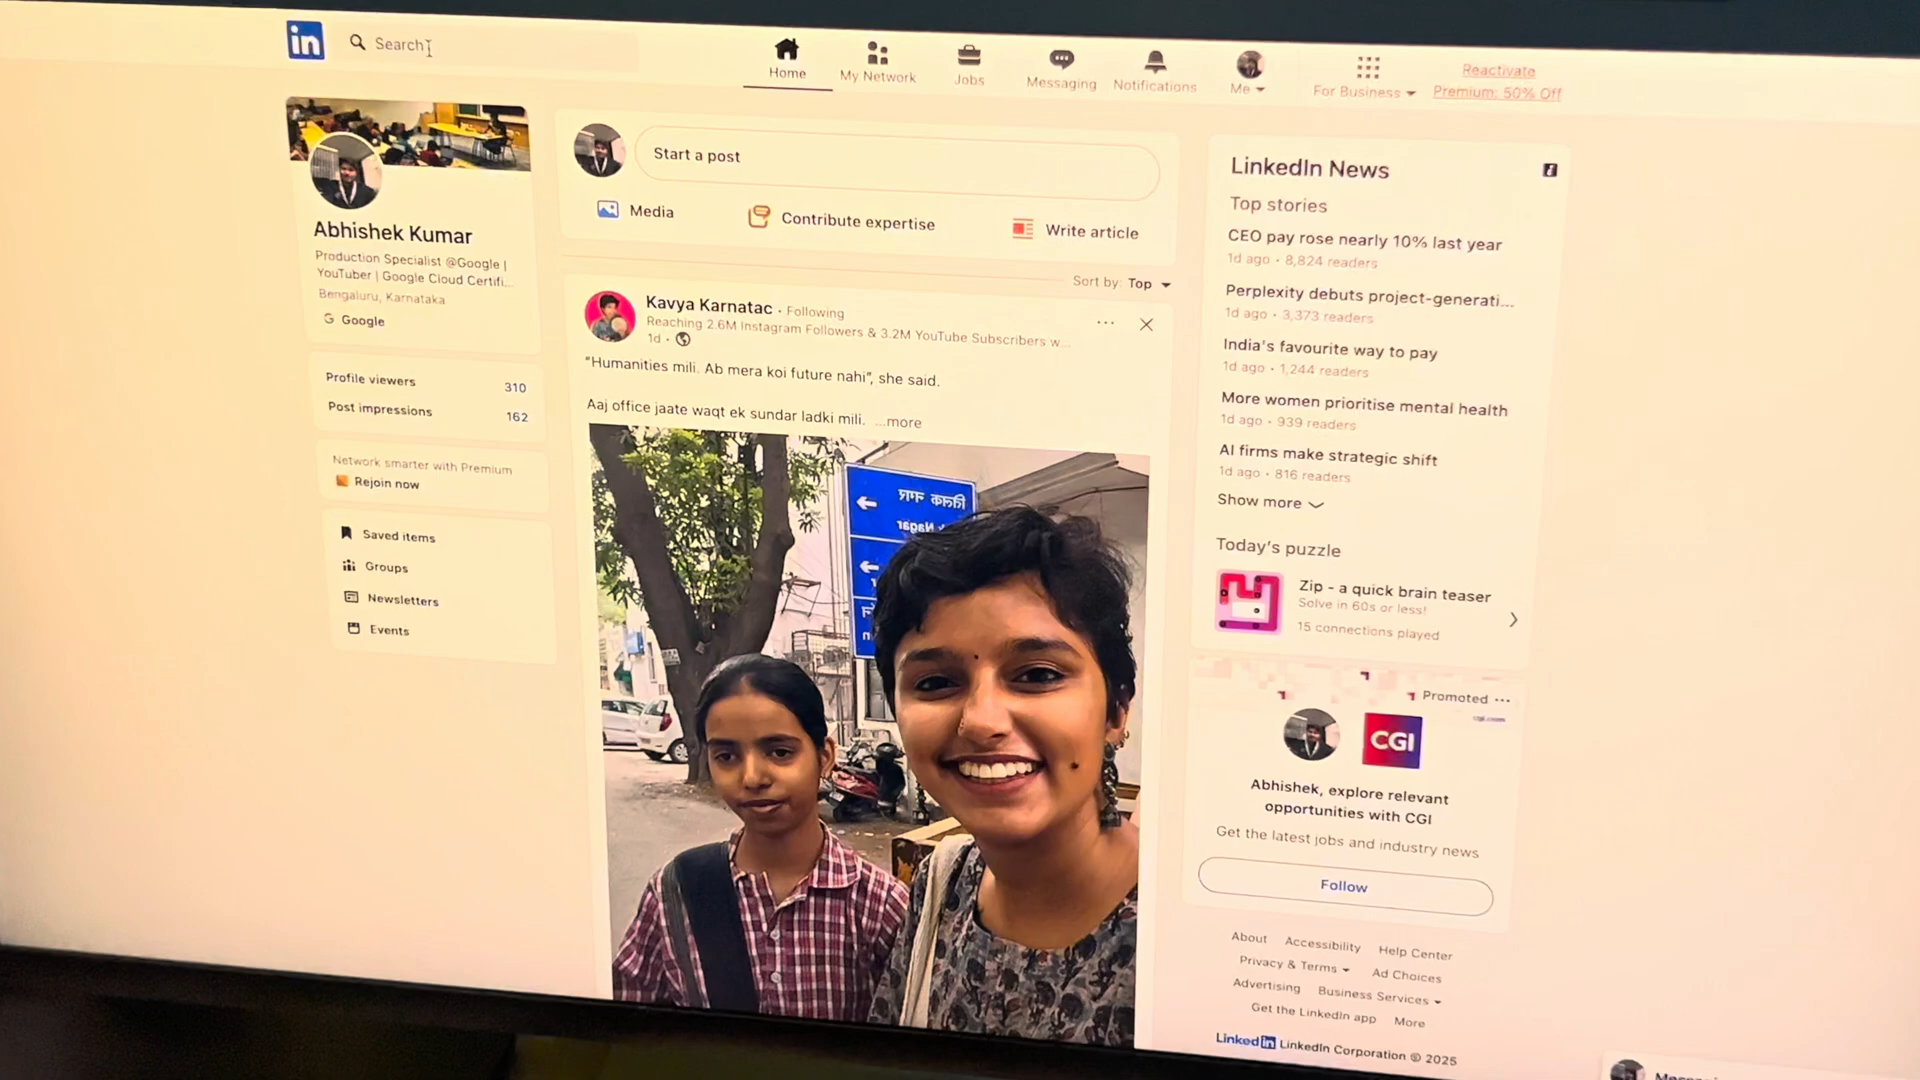 in Search
Home
My Network
Jobs
Messaging
Notifications
Me
For Business
Reactivate
Premium: 50% Off
Abhishek Kumar
Production Specialist @Google |
YouTuber | Google Cloud Certifi...
Bengaluru, Karnataka
Google
Profile viewers 310
Post impressions 162
Network smarter with Premium
Rejoin now
Saved items
Groups
Newsletters
Events
Start a post
Media
Contribute expertise
Write article
Sort by: Top
Kavya Karnatac • Following
Reaching 2.6M Instagram Followers & 3.2M YouTube Subscribers w...
1d •
"Humanities mili. Ab mera koi future nahi", she said.
Aaj office jaate waqt ek sundar ladki mili. ...more
तिलक नगर
Nagar
LinkedIn News
Top stories
CEO pay rose nearly 10% last year
1d ago • 8,824 readers
Perplexity debuts project-generati...
1d ago • 3,373 readers
India's favourite way to pay
1d ago • 1,244 readers
More women prioritise mental health
1d ago • 939 readers
AI firms make strategic shift
1d ago • 816 readers
Show more
Today's puzzle
Zip - a quick brain teaser
Solve in 60s or less!
15 connections played
Promoted
cgi.com
CGI
Abhishek, explore relevant
opportunities with CGI
Get the latest jobs and industry news
Follow
About Accessibility Help Center
Privacy & Terms Ad Choices
Advertising Business Services
Get the LinkedIn app More
LinkedIn LinkedIn Corporation © 2025